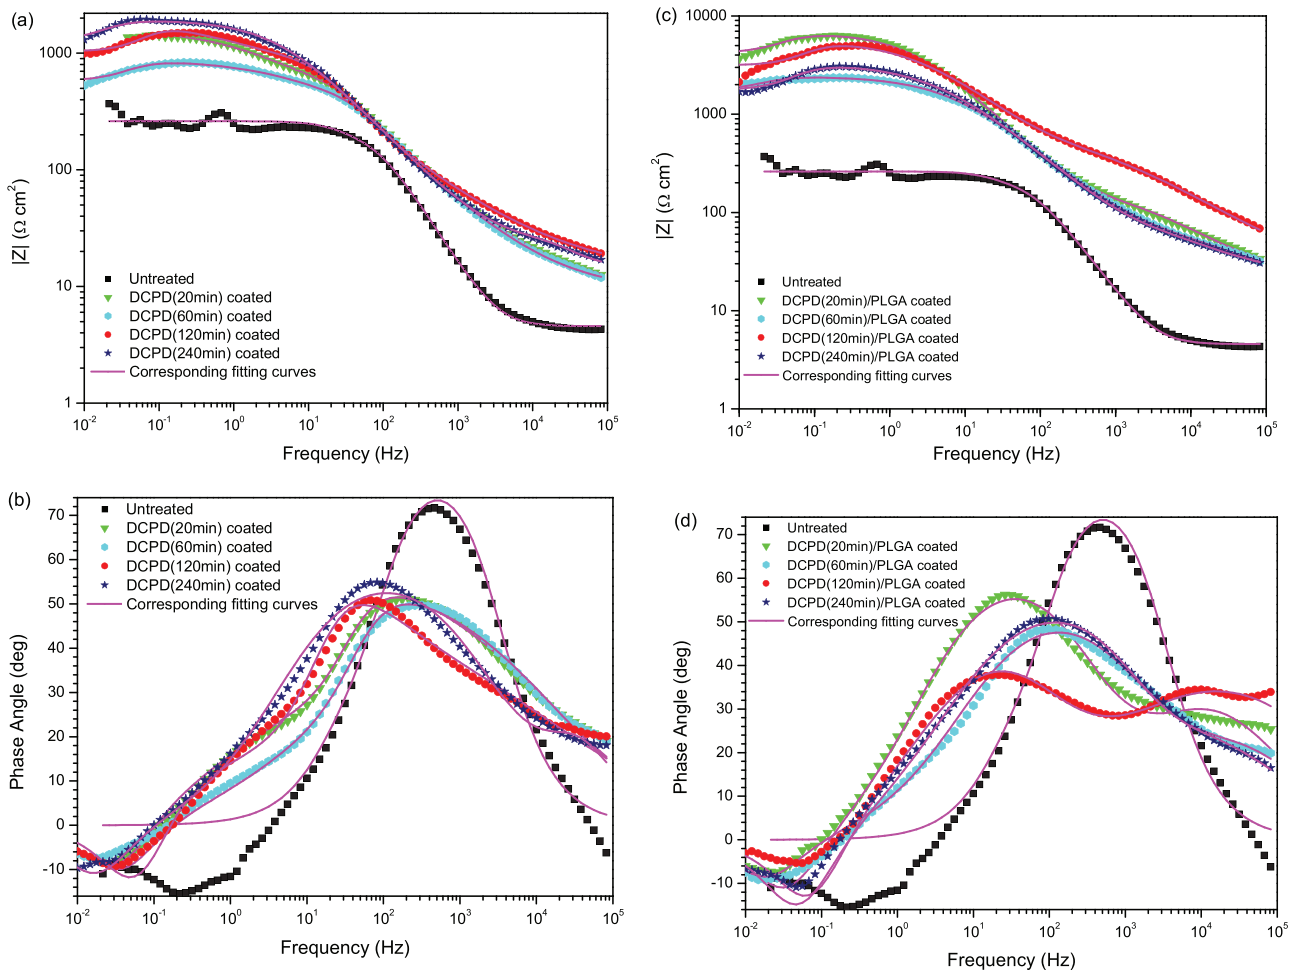 (a)
1000
100
10
1
|Z| (Ω cm²)
Untreated
DCPD(20min) coated
DCPD(60min) coated
DCPD(120min) coated
DCPD(240min) coated
Corresponding fitting curves
10⁻² 10⁻¹ 10⁰ 10¹ 10² 10³ 10⁴ 10⁵
Frequency (Hz)
(c)
10000
1000
100
10
1
|Z| (Ω cm²)
Untreated
DCPD(20min)/PLGA coated
DCPD(60min)/PLGA coated
DCPD(120min)/PLGA coated
DCPD(240min)/PLGA coated
Corresponding fitting curves
10⁻² 10⁻¹ 10⁰ 10¹ 10² 10³ 10⁴ 10⁵
Frequency (Hz)
(b)
70
60
50
40
30
20
10
0
-10
Phase Angle (deg)
Untreated
DCPD(20min) coated
DCPD(60min) coated
DCPD(120min) coated
DCPD(240min) coated
Corresponding fitting curves
10⁻² 10⁻¹ 10⁰ 10¹ 10² 10³ 10⁴ 10⁵
Frequency (Hz)
(d)
70
60
50
40
30
20
10
0
-10
Phase Angle (deg)
Untreated
DCPD(20min)/PLGA coated
DCPD(60min)/PLGA coated
DCPD(120min)/PLGA coated
DCPD(240min)/PLGA coated
Corresponding fitting curves
10⁻² 10⁻¹ 10⁰ 10¹ 10² 10³ 10⁴ 10⁵
Frequency (Hz)